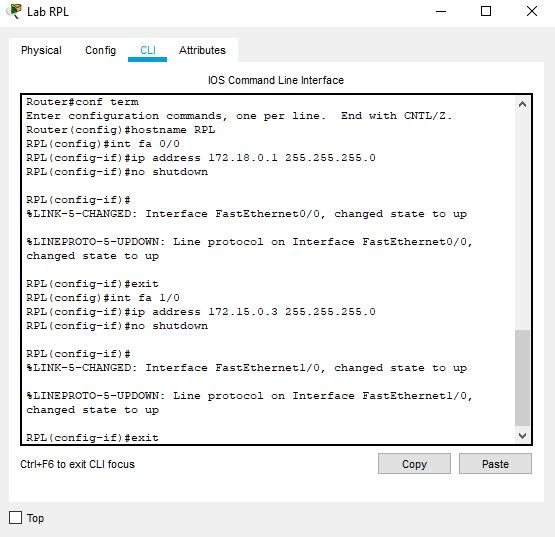 Lab RPL
Physical Config CLI Attributes
IOS Command Line Interface
Router#conf term
Enter configuration commands, one per line.  End with CNTL/Z.
Router(config)#hostname RPL
RPL(config)#int fa 0/0
RPL(config-if)#ip address 172.18.0.1 255.255.255.0
RPL(config-if)#no shutdown
RPL(config-if)#
%LINK-5-CHANGED: Interface FastEthernet0/0, changed state to up
%LINEPROTO-5-UPDOWN: Line protocol on Interface FastEthernet0/0,
changed state to up
RPL(config-if)#exit
RPL(config)#int fa 1/0
RPL(config-if)#ip address 172.15.0.3 255.255.255.0
RPL(config-if)#no shutdown
RPL(config-if)#
%LINK-5-CHANGED: Interface FastEthernet1/0, changed state to up
%LINEPROTO-5-UPDOWN: Line protocol on Interface FastEthernet1/0,
changed state to up
RPL(config-if)#exit
Ctrl+F6 to exit CLI focus
Copy Paste
Top